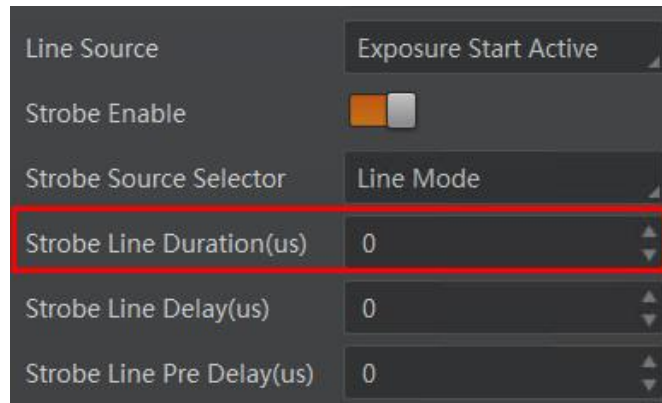 Line Source Exposure Start Active
Strobe Enable
Strobe Source Selector Line Mode
Strobe Line Duration(us) 0
Strobe Line Delay(us) 0
Strobe Line Pre Delay(us) 0